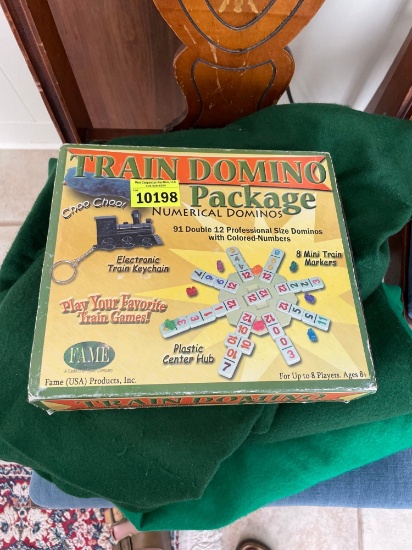 TRAIN DOMINO
Package
10198
Choo Choo!
NUMERICAL DOMINOS
91 Double 12 Professional Size Dominos
with Colored-Numbers
8 Mini Train
Markers
Electronic
Train Keychain
Play Your Favorite
Train Games!
Plastic
Center Hub
FAME
Fame (USA) Products, Inc.
For Up to 8 Players. Ages 8+
TRAIN DOMINO